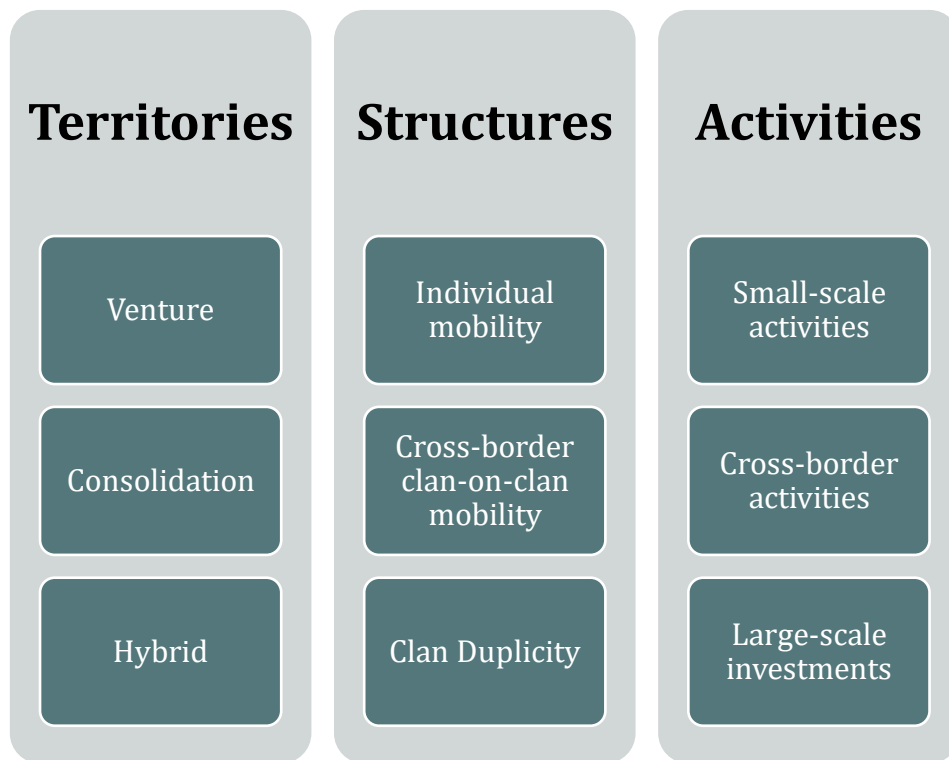 Territories
Venture
Consolidation
Hybrid
Structures
Individual
mobility
Cross-border
clan-on-clan
mobility
Clan Duplicity
Activities
Small-scale
activities
Cross-border
activities
Large-scale
investments